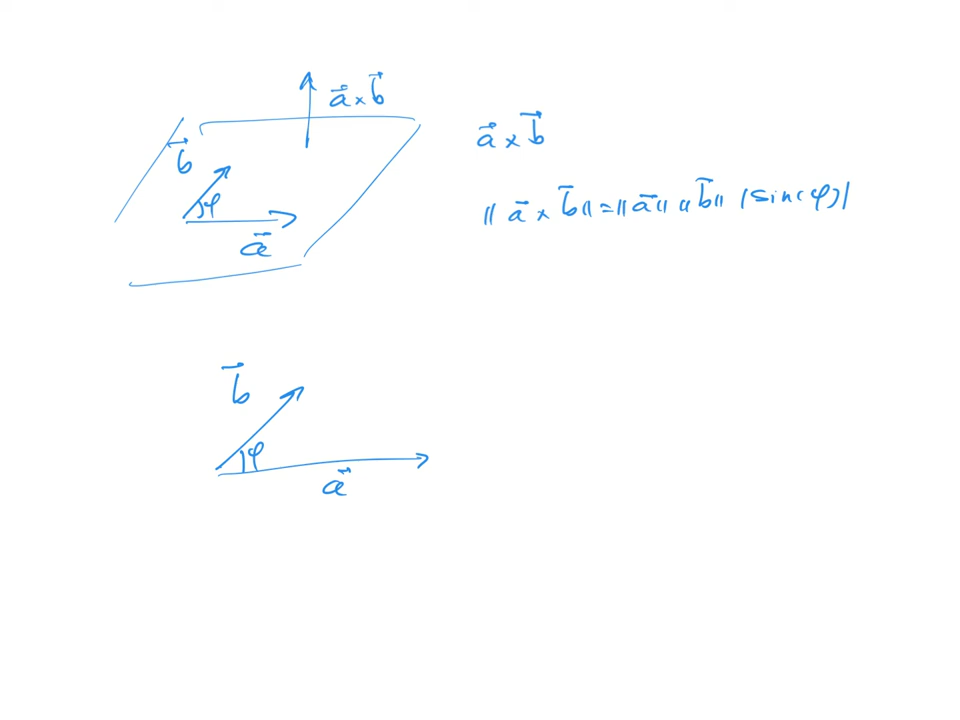 a⃗ × b⃗
b⃗
φ
a⃗
a⃗ × b⃗
‖ a⃗ × b⃗ ‖ = ‖ a⃗ ‖ ‖ b⃗ ‖ |sin(φ)|
b⃗
φ
a⃗